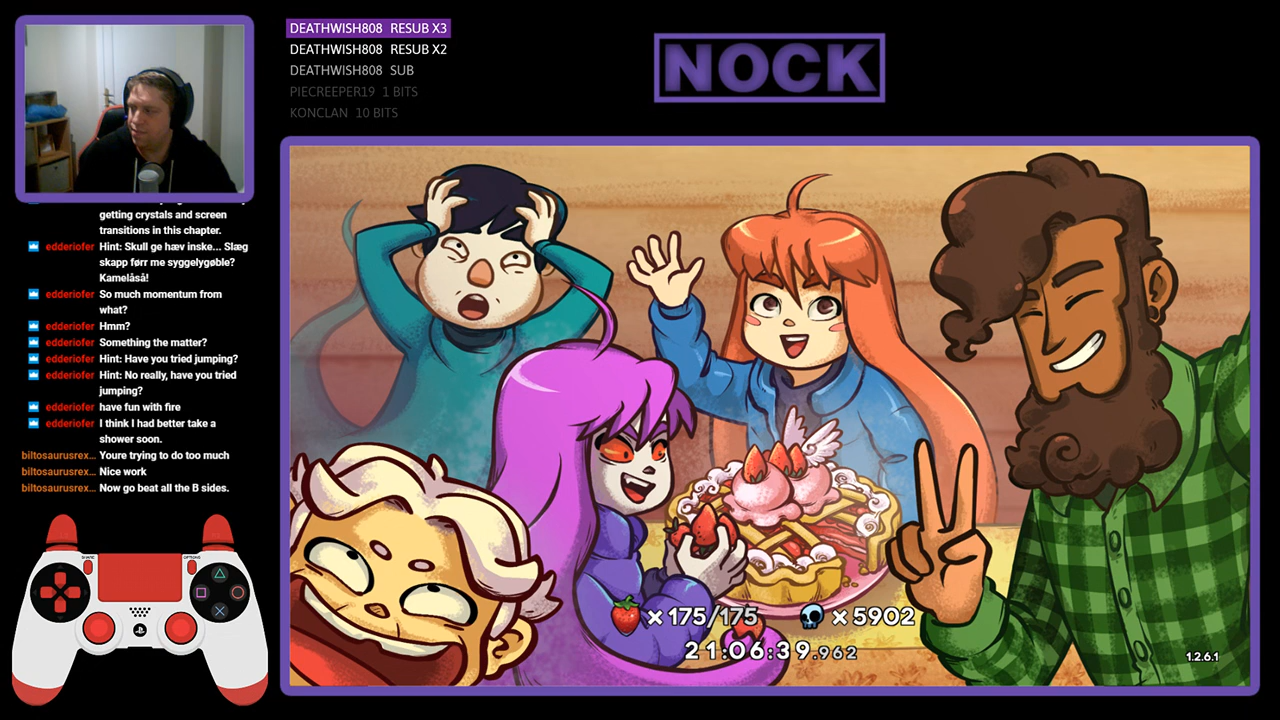 DEATHWISH808 RESUB X3
DEATHWISH808 RESUB X2
DEATHWISH808 SUB
PIECREEPER19 1 BITS
KONCLAN 10 BITS
NOCK
getting crystals and screen
transitions in this chapter.
edderiofer Hint: Skull ge hæv inske... Slæg
skapp førr me syggelygøble?
Kamelåså!
edderiofer So much momentum from
what?
edderiofer Hmm?
edderiofer Something the matter?
edderiofer Hint: Have you tried jumping?
edderiofer Hint: No really, have you tried
jumping?
edderiofer have fun with fire
edderiofer I think I had better take a
shower soon.
biltosaurusrex... Youre trying to do too much
biltosaurusrex... Nice work
biltosaurusrex... Now go beat all the B sides.
SHARE
OPTIONS
x 175/175 x 5902
21:06:39.962
1.2.6.1